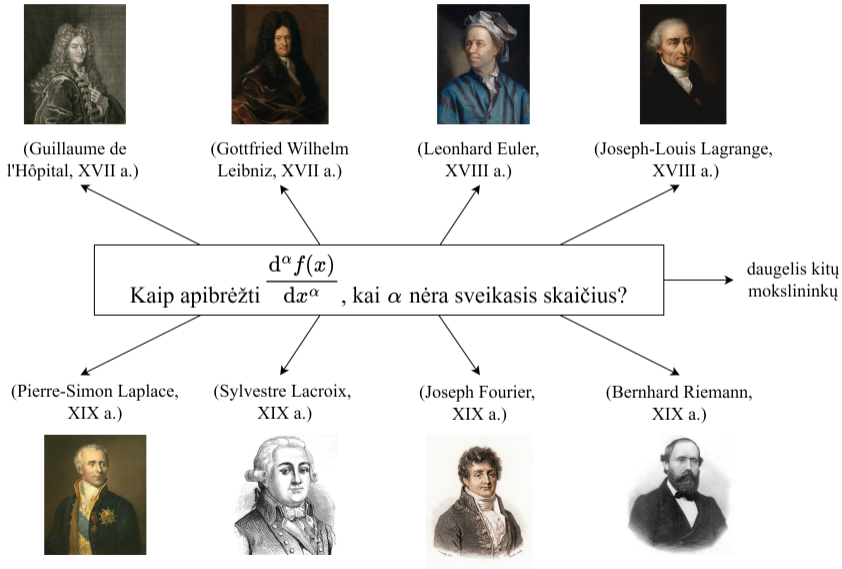 (Guillaume de
l'Hôpital, XVII a.)
(Gottfried Wilhelm
Leibniz, XVII a.)
(Leonhard Euler,
XVIII a.)
(Joseph-Louis Lagrange,
XVIII a.)
Kaip apibrėžti d^α f(x) / dx^α , kai α nėra sveikasis skaičius?
daugelis kitų
mokslininkų
(Pierre-Simon Laplace,
XIX a.)
(Sylvestre Lacroix,
XIX a.)
(Joseph Fourier,
XIX a.)
(Bernhard Riemann,
XIX a.)